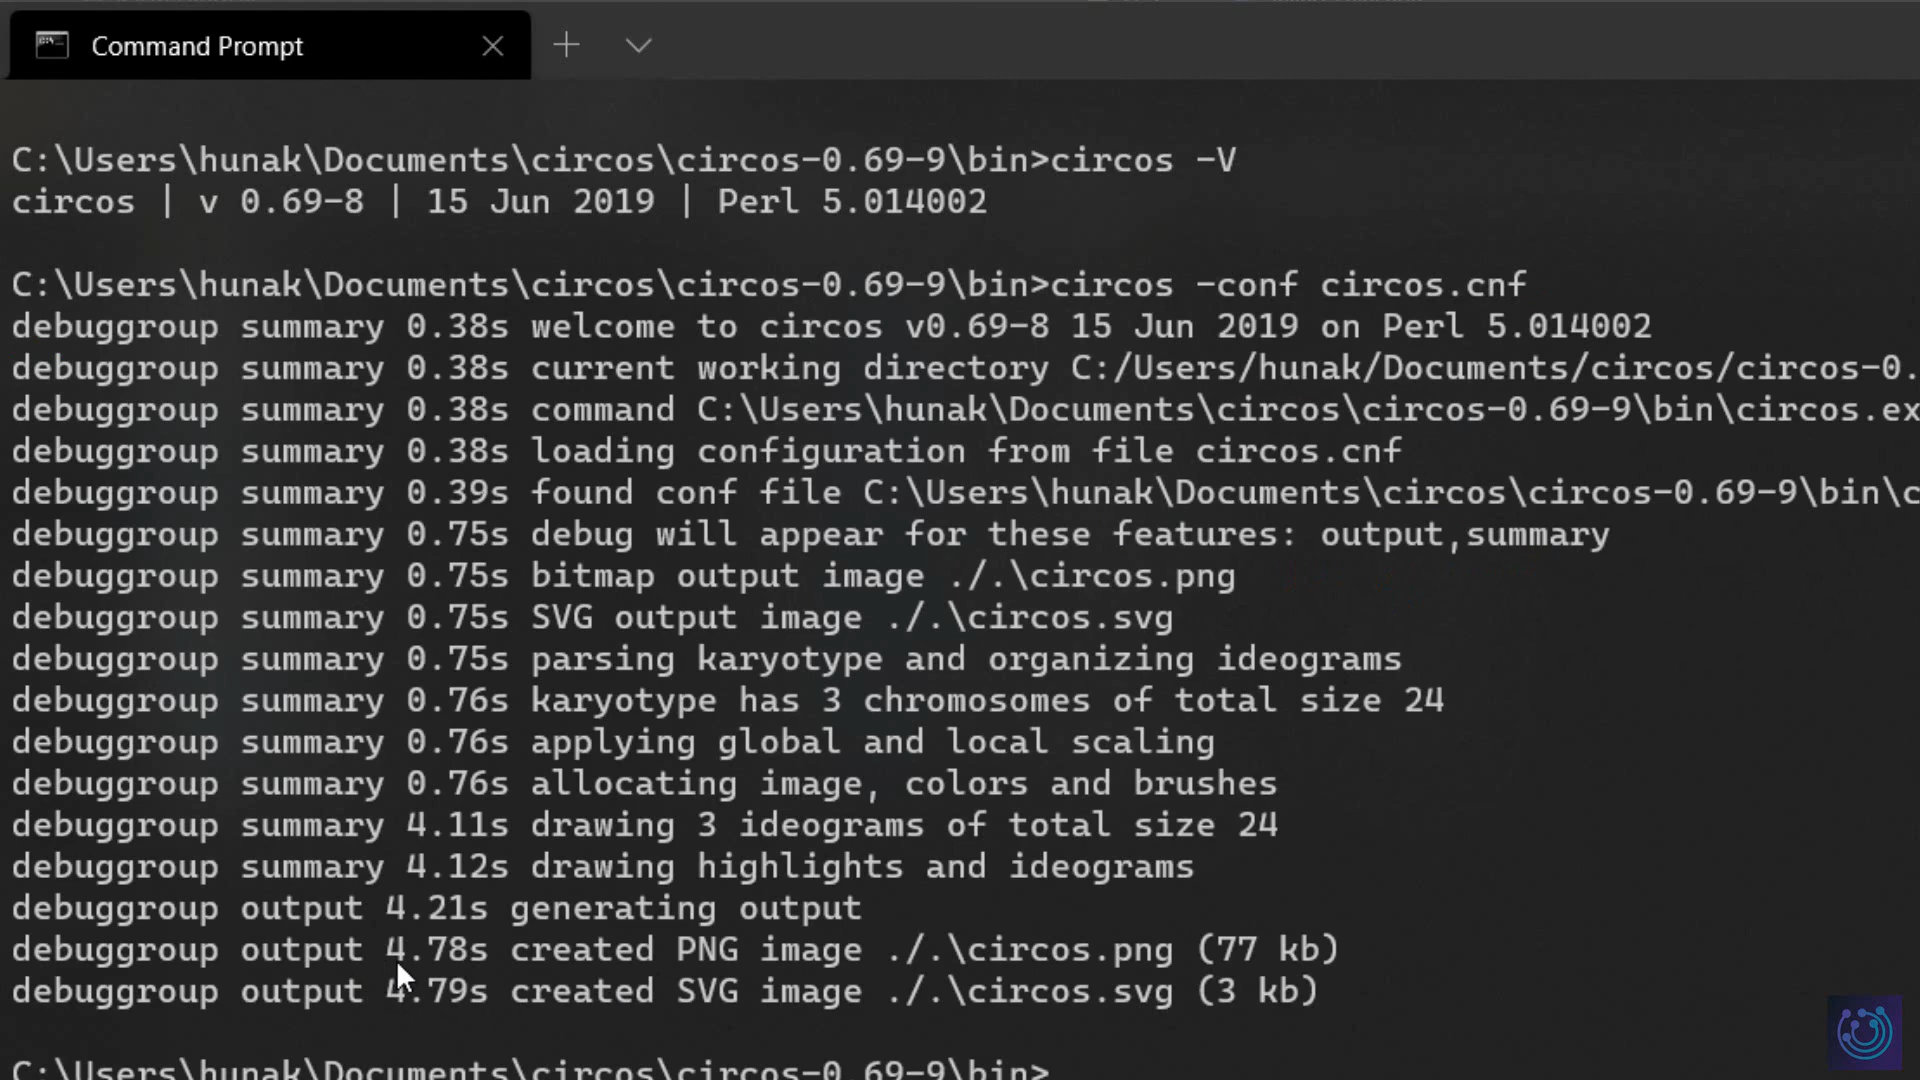 Command Prompt
C:\Users\hunak\Documents\circos\circos-0.69-9\bin>circos -V
circos | v 0.69-8 | 15 Jun 2019 | Perl 5.014002
C:\Users\hunak\Documents\circos\circos-0.69-9\bin>circos -conf circos.cnf
debuggroup summary 0.38s welcome to circos v0.69-8 15 Jun 2019 on Perl 5.014002
debuggroup summary 0.38s current working directory C:/Users/hunak/Documents/circos/circos-0.
debuggroup summary 0.38s command C:\Users\hunak\Documents\circos\circos-0.69-9\bin\circos.ex
debuggroup summary 0.38s loading configuration from file circos.cnf
debuggroup summary 0.39s found conf file C:\Users\hunak\Documents\circos\circos-0.69-9\bin\c
debuggroup summary 0.75s debug will appear for these features: output,summary
debuggroup summary 0.75s bitmap output image ./.\circos.png
debuggroup summary 0.75s SVG output image ./.\circos.svg
debuggroup summary 0.75s parsing karyotype and organizing ideograms
debuggroup summary 0.76s karyotype has 3 chromosomes of total size 24
debuggroup summary 0.76s applying global and local scaling
debuggroup summary 0.76s allocating image, colors and brushes
debuggroup summary 4.11s drawing 3 ideograms of total size 24
debuggroup summary 4.12s drawing highlights and ideograms
debuggroup output 4.21s generating output
debuggroup output 4.78s created PNG image ./.\circos.png (77 kb)
debuggroup output 4.79s created SVG image ./.\circos.svg (3 kb)
C:\Users\hunak\Documents\circos\circos-0.69-9\bin>